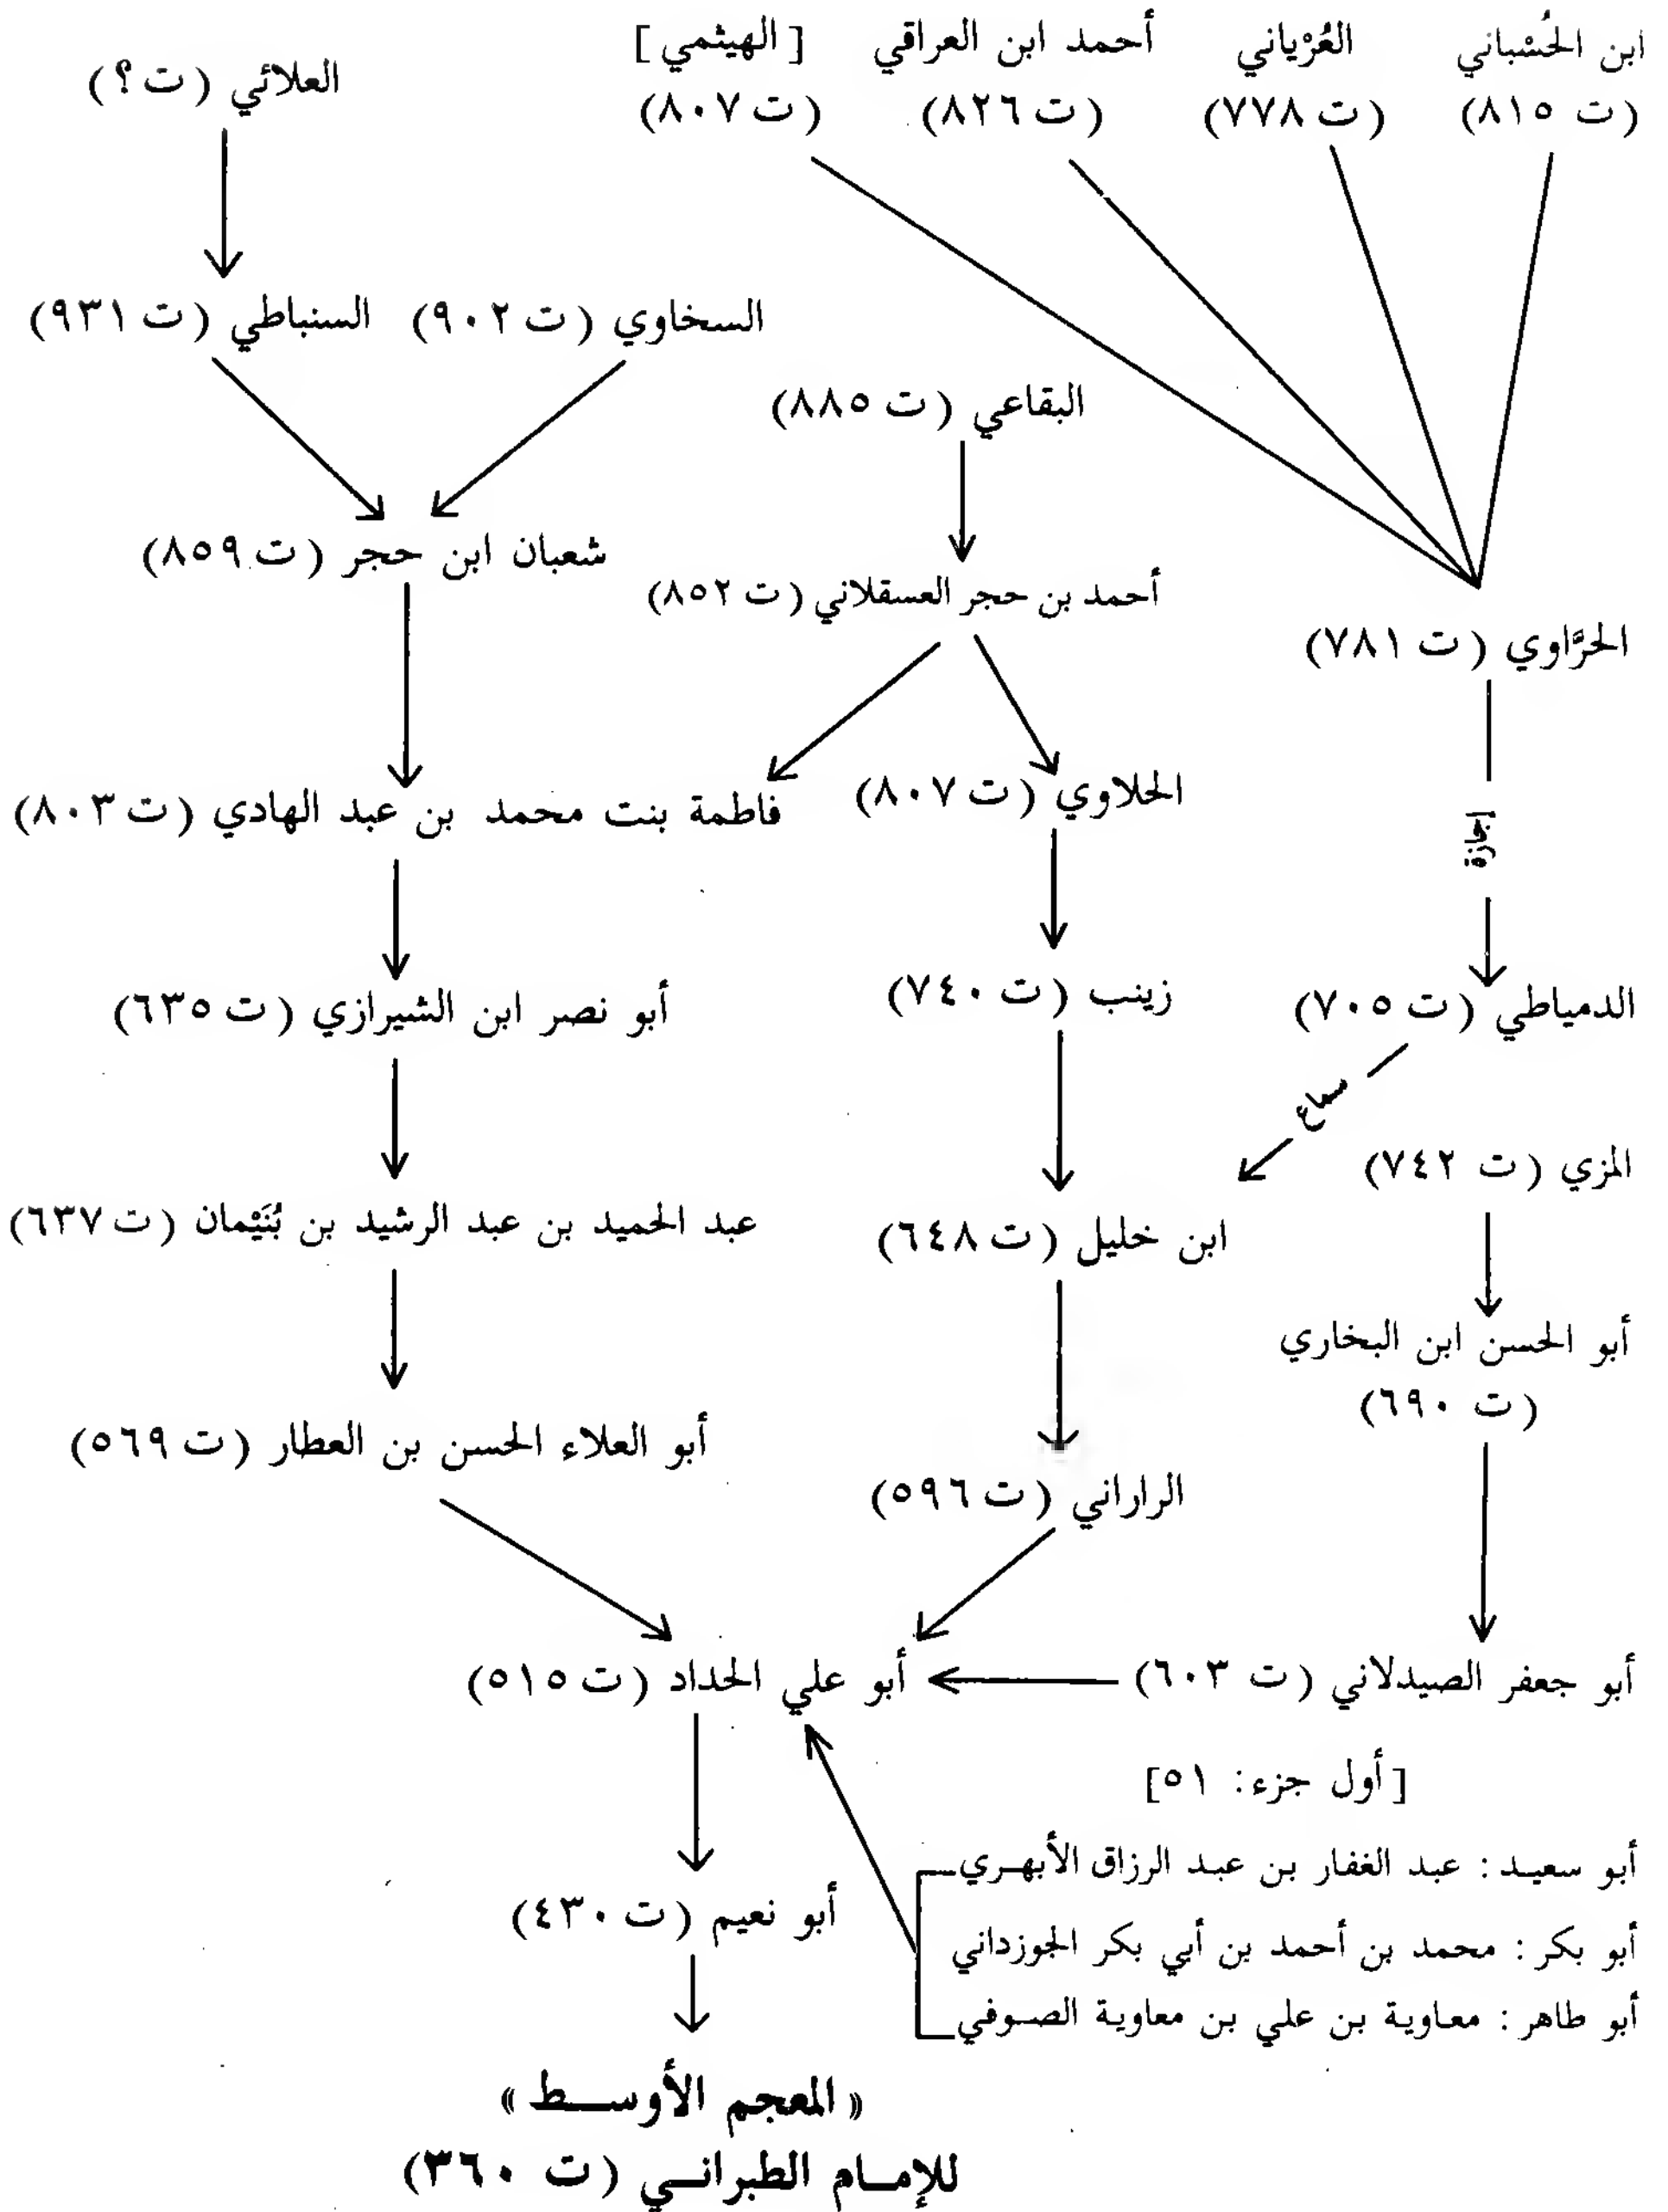 ابن الحُسْباني العُرْياني أحمد ابن العراقي [الهيثمي]
(ت ٨١٥) (ت ٧٧٨) (ت ٨٢٦) (ت ٨٠٧)
العلائي (ت ؟)
السخاوي (ت ٩٠٢) السنباطي (ت ٩٣١)
البقاعي (ت ٨٨٥)
شعبان ابن حجر (ت ٨٥٩)
أحمد بن حجر العسقلاني (ت ٨٥٢)
الحرَّاوي (ت ٧٨١)
إجازة
الحلاوي (ت ٨٠٧)
فاطمة بنت محمد بن عبد الهادي (ت ٨٠٣)
الدمياطي (ت ٧٠٥)
زينب (ت ٧٤٠)
أبو نصر ابن الشيرازي (ت ٦٣٥)
سماع
المزي (ت ٧٤٢)
ابن خليل (ت ٦٤٨)
عبد الحميد بن عبد الرشيد بن بُنَيْمان (ت ٦٣٧)
أبو الحسن ابن البخاري
(ت ٦٩٠)
أبو العلاء الحسن بن العطار (ت ٥٦٩)
الراراني (ت ٥٩٦)
أبو جعفر الصيدلاني (ت ٦٠٣)
أبو علي الحداد (ت ٥١٥)
[أول جزء: ٥١]
أبو سعيد : عبد الغفار بن عبد الرزاق الأبهري
أبو بكر : محمد بن أحمد بن أبي بكر الجوزداني
أبو طاهر : معاوية بن علي بن معاوية الصوفي
أبو نعيم (ت ٤٣٠)
« المعجم الأوسط »
للإمام الطبراني (ت ٣٦٠)